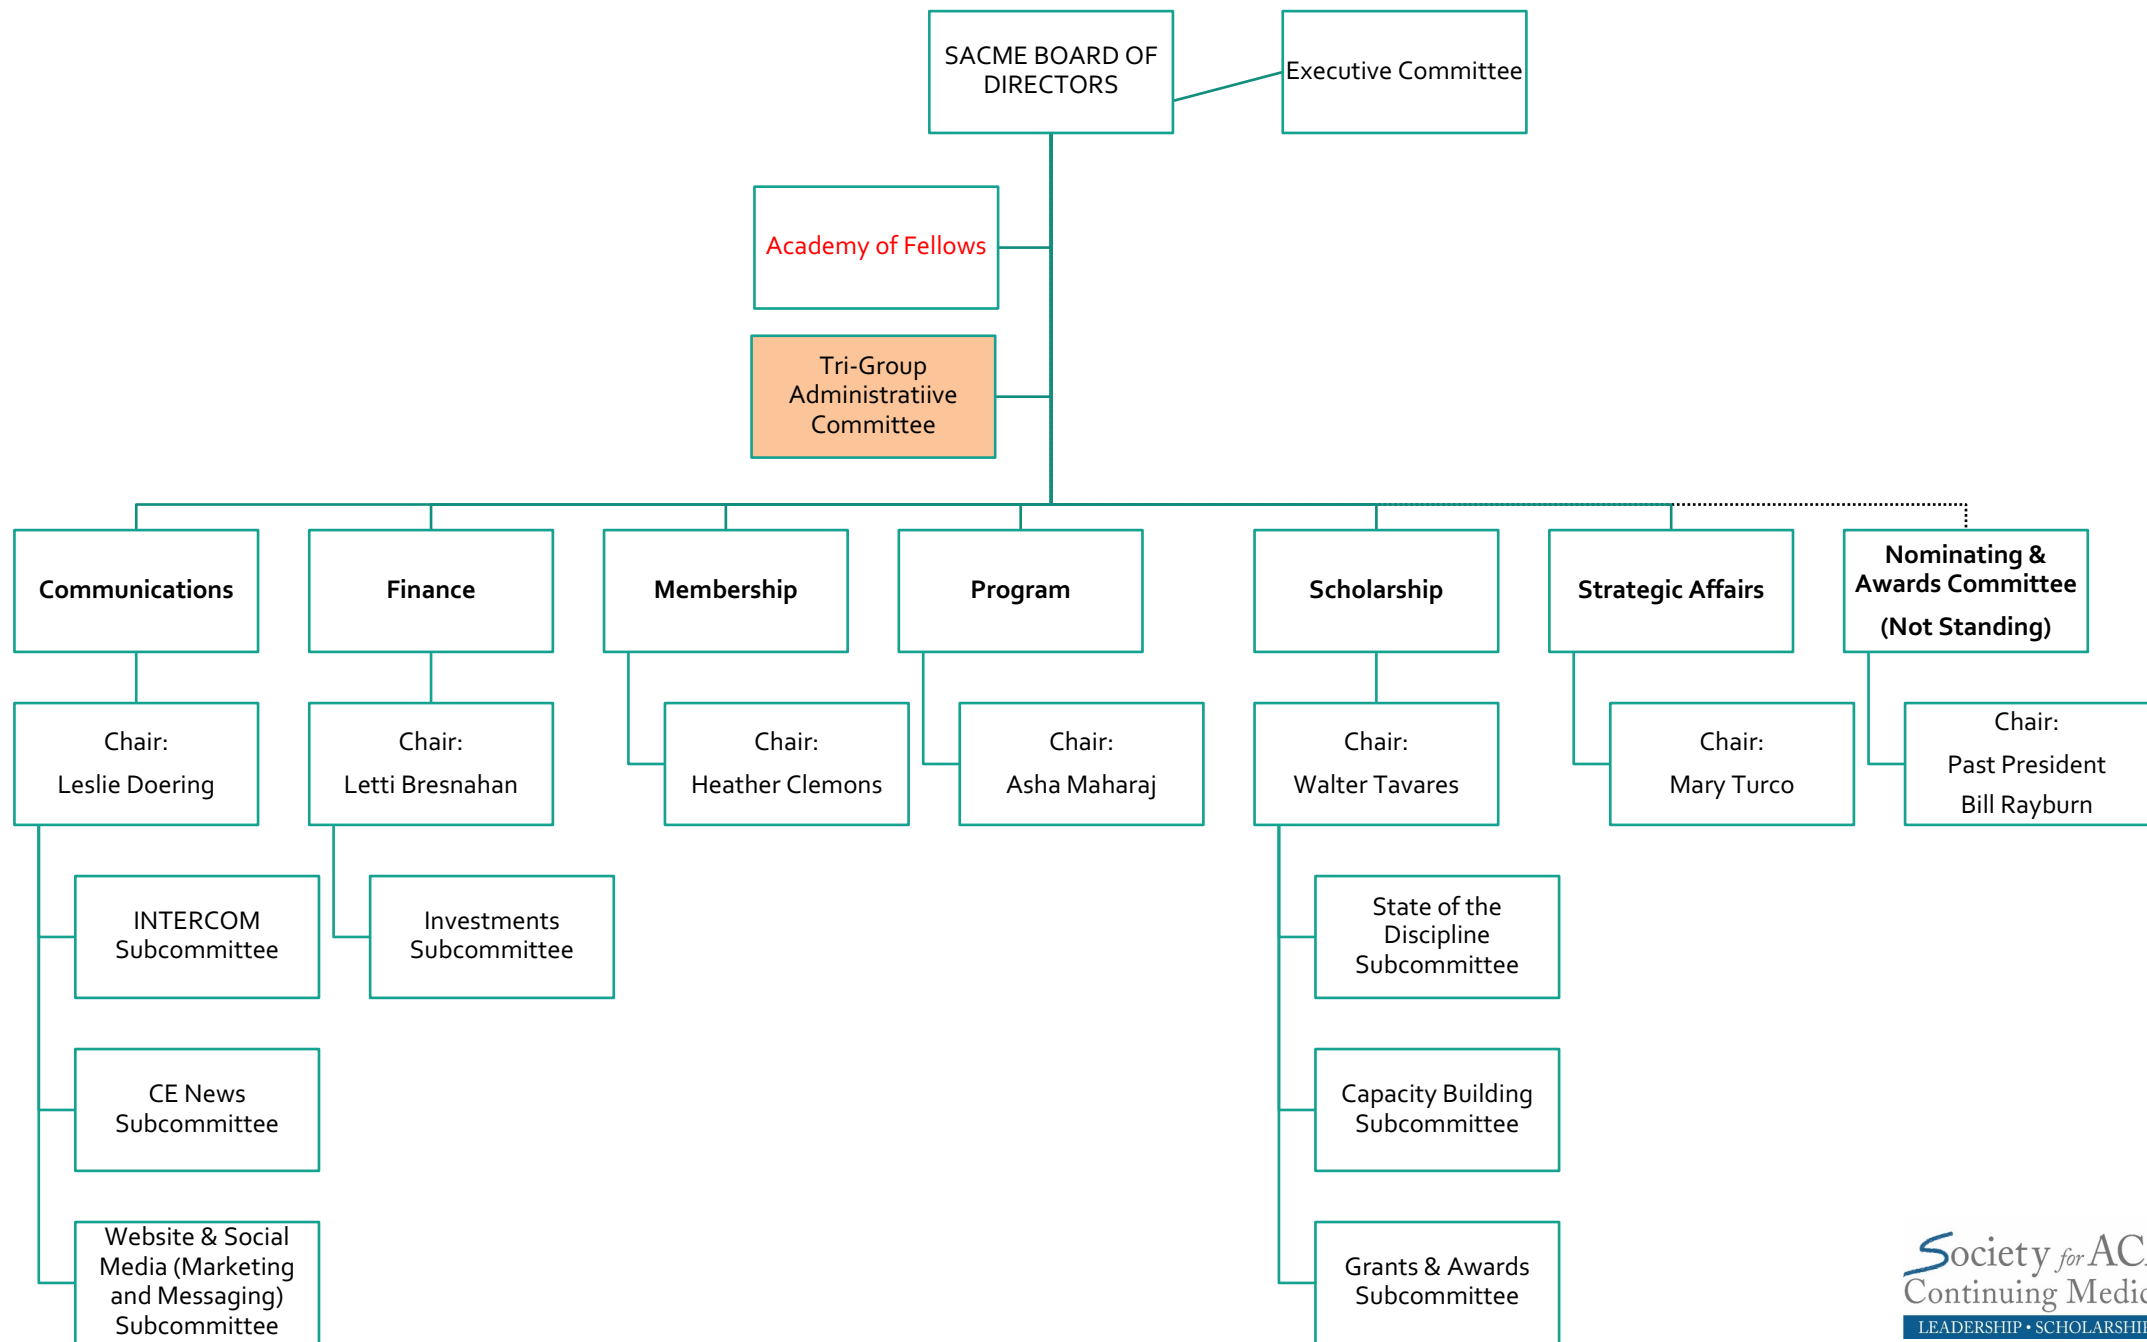 SACME BOARD OF
DIRECTORS
Executive Committee
Academy of Fellows
Tri-Group
Administratiive
Committee
Communications
Finance
Membership
Program
Scholarship
Strategic Affairs
Nominating &
Awards Committee
(Not Standing)
Chair:
Leslie Doering
Chair:
Letti Bresnahan
Chair:
Heather Clemons
Chair:
Asha Maharaj
Chair:
Walter Tavares
Chair:
Mary Turco
Chair:
Past President
Bill Rayburn
INTERCOM
Subcommittee
Investments
Subcommittee
State of the
Discipline
Subcommittee
CE News
Subcommittee
Capacity Building
Subcommittee
Website & Social
Media (Marketing
and Messaging)
Subcommittee
Grants & Awards
Subcommittee
Society for
Continuing
LEADERSHIP • SCHOLARSHIP